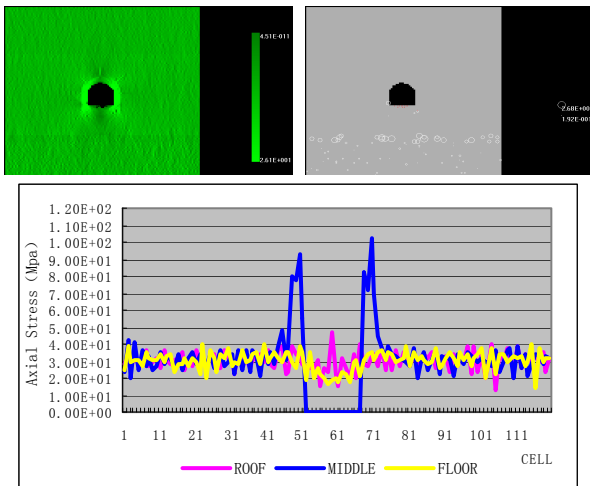 4.51E-011
2.61E+001
2.68E+00
1.92E-001
1.20E+02
1.10E+02
1.00E+02
9.00E+01
8.00E+01
7.00E+01
6.00E+01
5.00E+01
4.00E+01
3.00E+01
2.00E+01
1.00E+01
0.00E+00
Axial Stress (Mpa)
1 11 21 31 41 51 61 71 81 91 101 111
CELL
ROOF MIDDLE FLOOR